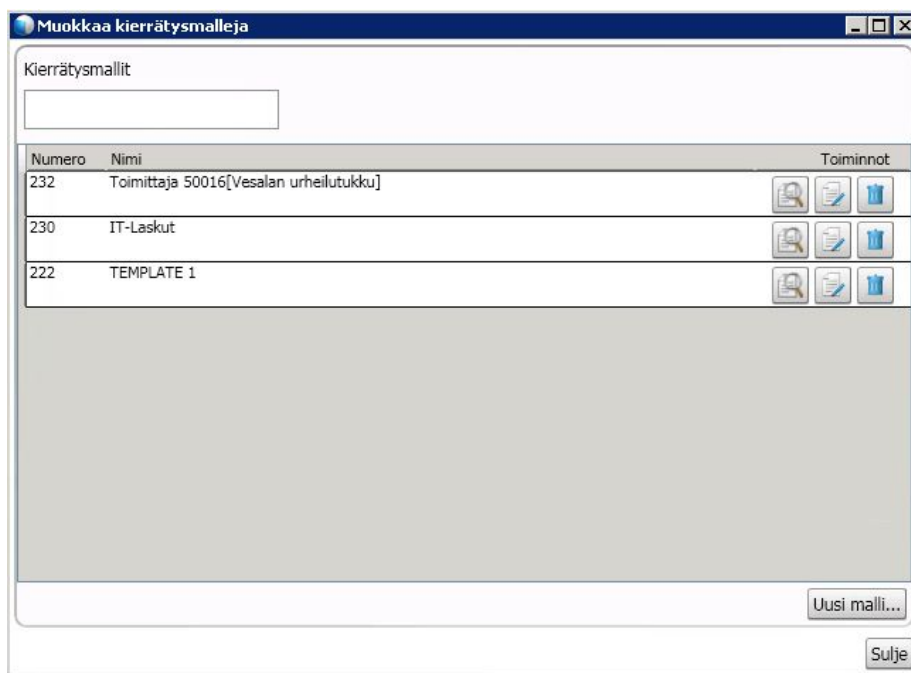 Muokkaa kierrätysmalleja
Kierrätysmallit
Numero Nimi Toiminnot
232 Toimittaja 50016[Vesalan urheilutukku]
230 IT-Laskut
222 TEMPLATE 1
Uusi malli...
Sulje